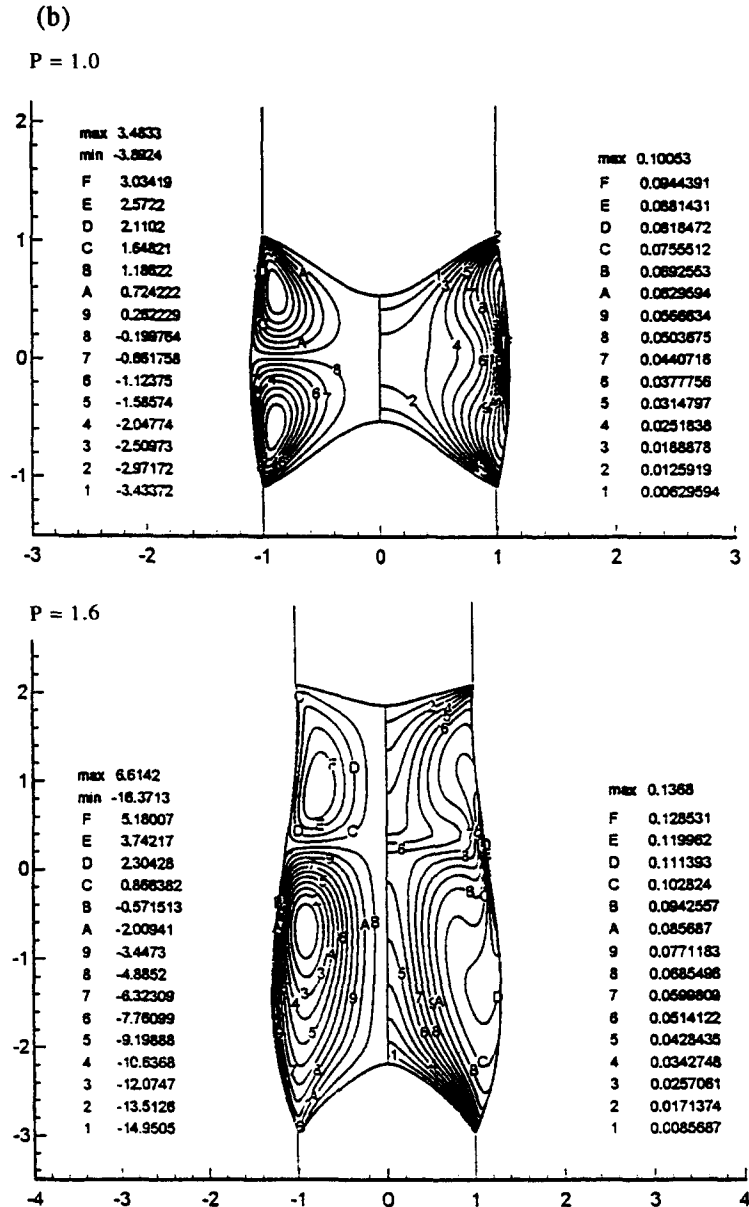 (b)
P = 1.0
max 3.4833
min -3.8924
F 3.03419
E 2.5722
D 2.1102
C 1.64821
B 1.18622
A 0.724222
9 0.262229
8 -0.199764
7 -0.661758
6 -1.12375
5 -1.58574
4 -2.04774
3 -2.50973
2 -2.97172
1 -3.43372
max 0.10053
F 0.0944391
E 0.0881431
D 0.0818472
C 0.0755512
B 0.0692553
A 0.0629594
9 0.0566634
8 0.0503675
7 0.0440716
6 0.0377756
5 0.0314797
4 0.0251838
3 0.0188878
2 0.0125919
1 0.00629594
2
1
0
-1
-3 -2 -1 0 1 2 3
P = 1.6
max 6.6142
min -16.3713
F 5.18007
E 3.74217
D 2.30428
C 0.866382
B -0.571513
A -2.00941
9 -3.4473
8 -4.8852
7 -6.32309
6 -7.76099
5 -9.19888
4 -10.6368
3 -12.0747
2 -13.5126
1 -14.9505
max 0.1368
F 0.128531
E 0.119962
D 0.111393
C 0.102824
B 0.0942557
A 0.085687
9 0.0771183
8 0.0685496
7 0.0599809
6 0.0514122
5 0.0428435
4 0.0342748
3 0.0257061
2 0.0171374
1 0.0085687
2
1
0
-1
-2
-3
-4 -3 -2 -1 0 1 2 3 4